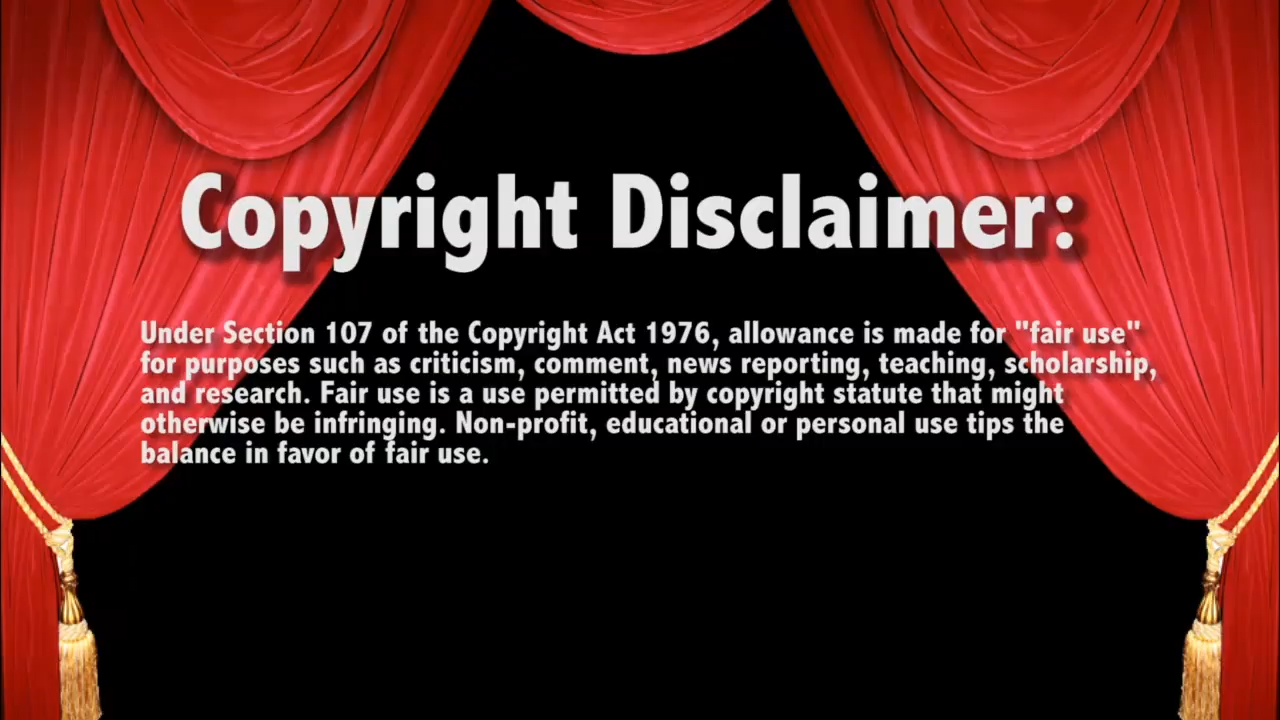 Copyright Disclaimer:
Under Section 107 of the Copyright Act 1976, allowance is made for "fair use"
for purposes such as criticism, comment, news reporting, teaching, scholarship,
and research. Fair use is a use permitted by copyright statute that might
otherwise be infringing. Non-profit, educational or personal use tips the
balance in favor of fair use.